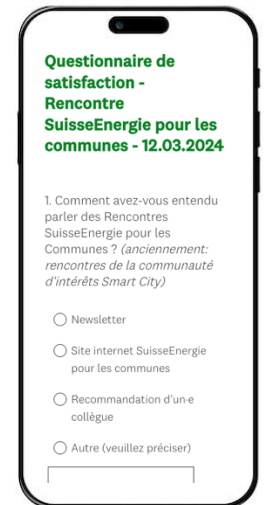 Questionnaire de
satisfaction -
Rencontre
SuisseEnergie pour les
communes - 12.03.2024
1. Comment avez-vous entendu
parler des Rencontres
SuisseEnergie pour les
Communes ? (anciennement:
rencontres de la communauté
d'intérêts Smart City)
Newsletter
Site internet SuisseEnergie
pour les communes
Recommandation d'un·e
collègue
Autre (veuillez préciser)